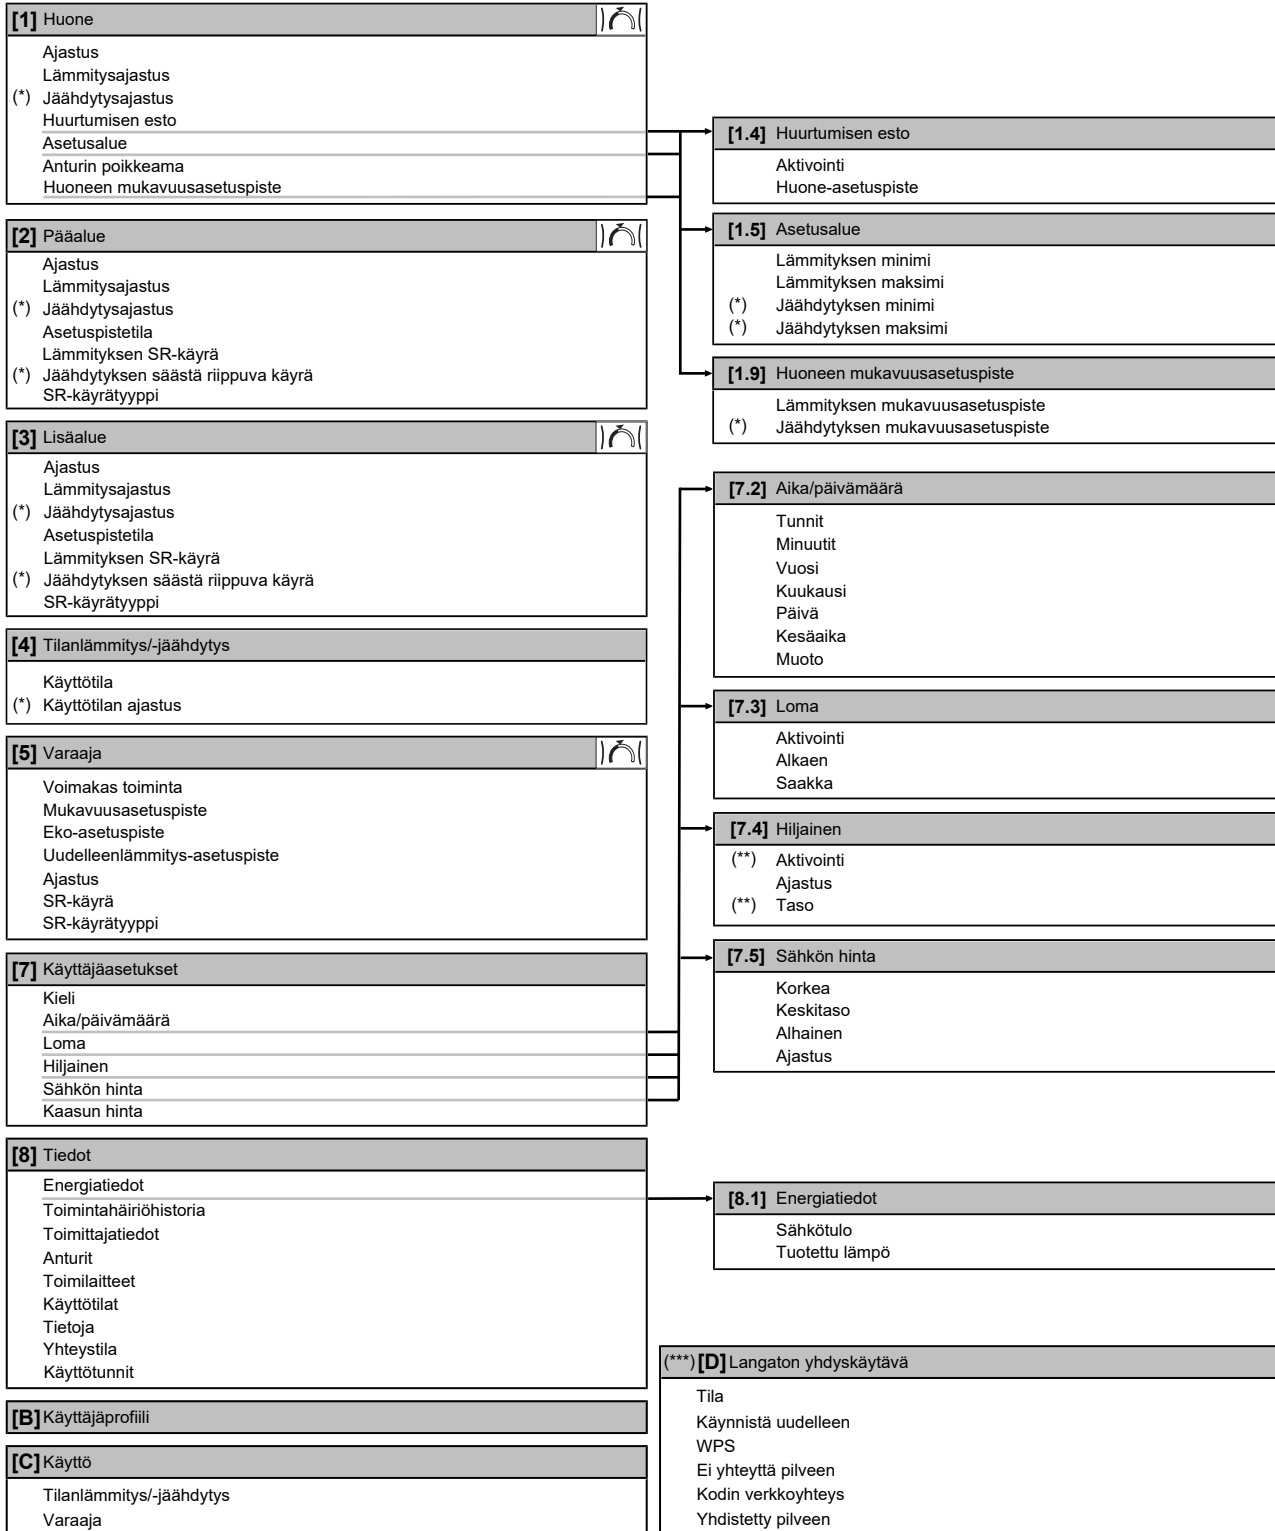 [1] Huone
Ajastus
Lämmitysajastus
(*) Jäähdytysajastus
Huurtumisen esto
Asetusalue
Anturin poikkeama
Huoneen mukavuusasetuspiste
[2] Pääalue
Ajastus
Lämmitysajastus
(*) Jäähdytysajastus
Asetuspistetila
Lämmityksen SR-käyrä
(*) Jäähdytyksen säästä riippuva käyrä
SR-käyrätyyppi
[3] Lisäalue
Ajastus
Lämmitysajastus
(*) Jäähdytysajastus
Asetuspistetila
Lämmityksen SR-käyrä
(*) Jäähdytyksen säästä riippuva käyrä
SR-käyrätyyppi
[4] Tilanlämmitys/-jäähdytys
Käyttötila
(*) Käyttötilan ajastus
[5] Varaaja
Voimakas toiminta
Mukavuusasetuspiste
Eko-asetuspiste
Uudelleenlämmitys-asetuspiste
Ajastus
SR-käyrä
SR-käyrätyyppi
[7] Käyttäjäasetukset
Kieli
Aika/päivämäärä
Loma
Hiljainen
Sähkön hinta
Kaasun hinta
[8] Tiedot
Energiatiedot
Toimintahäiriöhistoria
Toimittajatiedot
Anturit
Toimilaitteet
Käyttötilat
Tietoja
Yhteystila
Käyttötunnit
[B] Käyttäjäprofiili
[C] Käyttö
Tilanlämmitys/-jäähdytys
Varaaja
[1.4] Huurtumisen esto
Aktivointi
Huone-asetuspiste
[1.5] Asetusalue
Lämmityksen minimi
Lämmityksen maksimi
(*) Jäähdytyksen minimi
(*) Jäähdytyksen maksimi
[1.9] Huoneen mukavuusasetuspiste
Lämmityksen mukavuusasetuspiste
(*) Jäähdytyksen mukavuusasetuspiste
[7.2] Aika/päivämäärä
Tunnit
Minuutit
Vuosi
Kuukausi
Päivä
Kesäaika
Muoto
[7.3] Loma
Aktivointi
Alkaen
Saakka
[7.4] Hiljainen
(**) Aktivointi
Ajastus
(**) Taso
[7.5] Sähkön hinta
Korkea
Keskitaso
Alhainen
Ajastus
[8.1] Energiatiedot
Sähkötulo
Tuotettu lämpö
(***) [D] Langaton yhdyskäytävä
Tila
Käynnistä uudelleen
WPS
Ei yhteyttä pilveen
Kodin verkkoyhteys
Yhdistetty pilveen